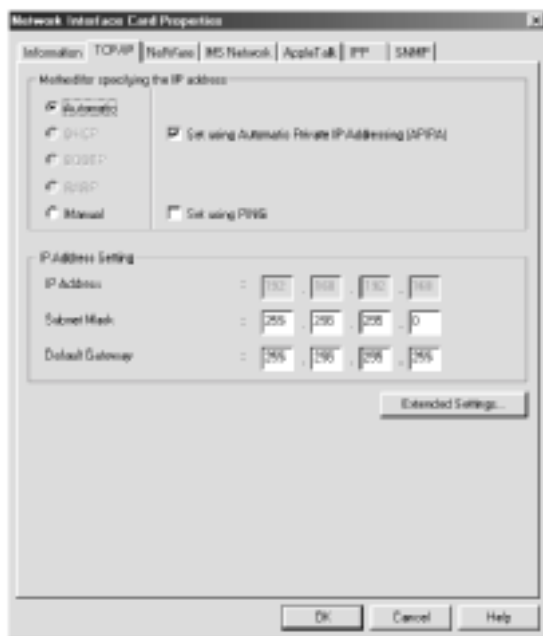 Network Interface Card Properties
Information TCP/IP NetWare MS Network AppleTalk IPP SNMP
Method for specifying the IP address
Automatic
DHCP Set using Automatic Private IP Addressing (APIPA)
BOOTP
RARP
Manual Set using PING
IP Address Setting
IP Address : 192 . 168 . 192 . 168
Subnet Mask : 255 . 255 . 255 . 0
Default Gateway : 255 . 255 . 255 . 255
Extended Settings...
OK Cancel Help